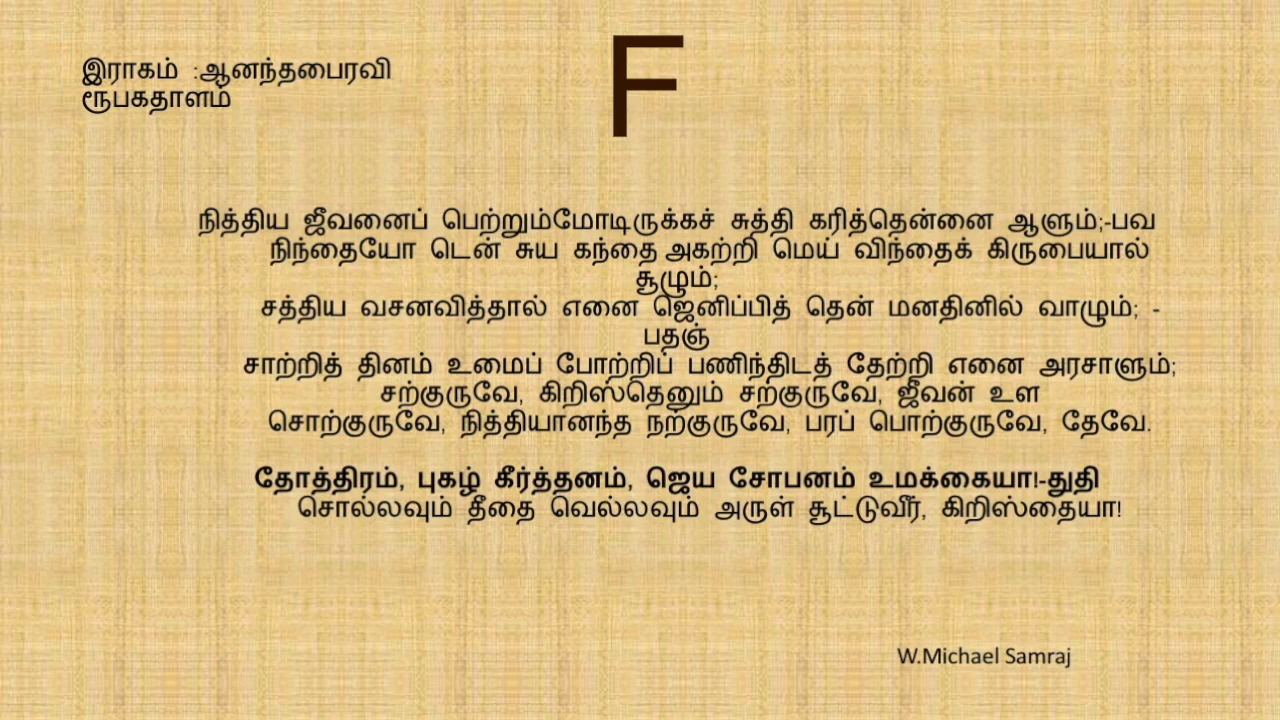 இராகம் :ஆனந்தபைரவி
ரூபகதாளம்
F
நித்திய ஜீவனைப் பெற்றும்மோடிருக்கச் சுத்தி கரித்தென்னை ஆளும்;-பவ
நிந்தையோ டென் சுய கந்தை அகற்றி மெய் விந்தைக் கிருபையால்
சூழும்;
சத்திய வசனவித்தால் எனை ஜெனிப்பித் தென் மனதினில் வாழும்; -
பதஞ்
சாற்றித் தினம் உமைப் போற்றிப் பணிந்திடத் தேற்றி எனை அரசாளும்;
சற்குருவே, கிறிஸ்தெனும் சற்குருவே, ஜீவன் உள
சொற்குருவே, நித்தியானந்த நற்குருவே, பரப் பொற்குருவே, தேவே.
தோத்திரம், புகழ் கீர்த்தனம், ஜெய சோபனம் உமக்கையா!-துதி
சொல்லவும் தீதை வெல்லவும் அருள் சூட்டுவீர், கிறிஸ்தையா!
W.Michael Samraj